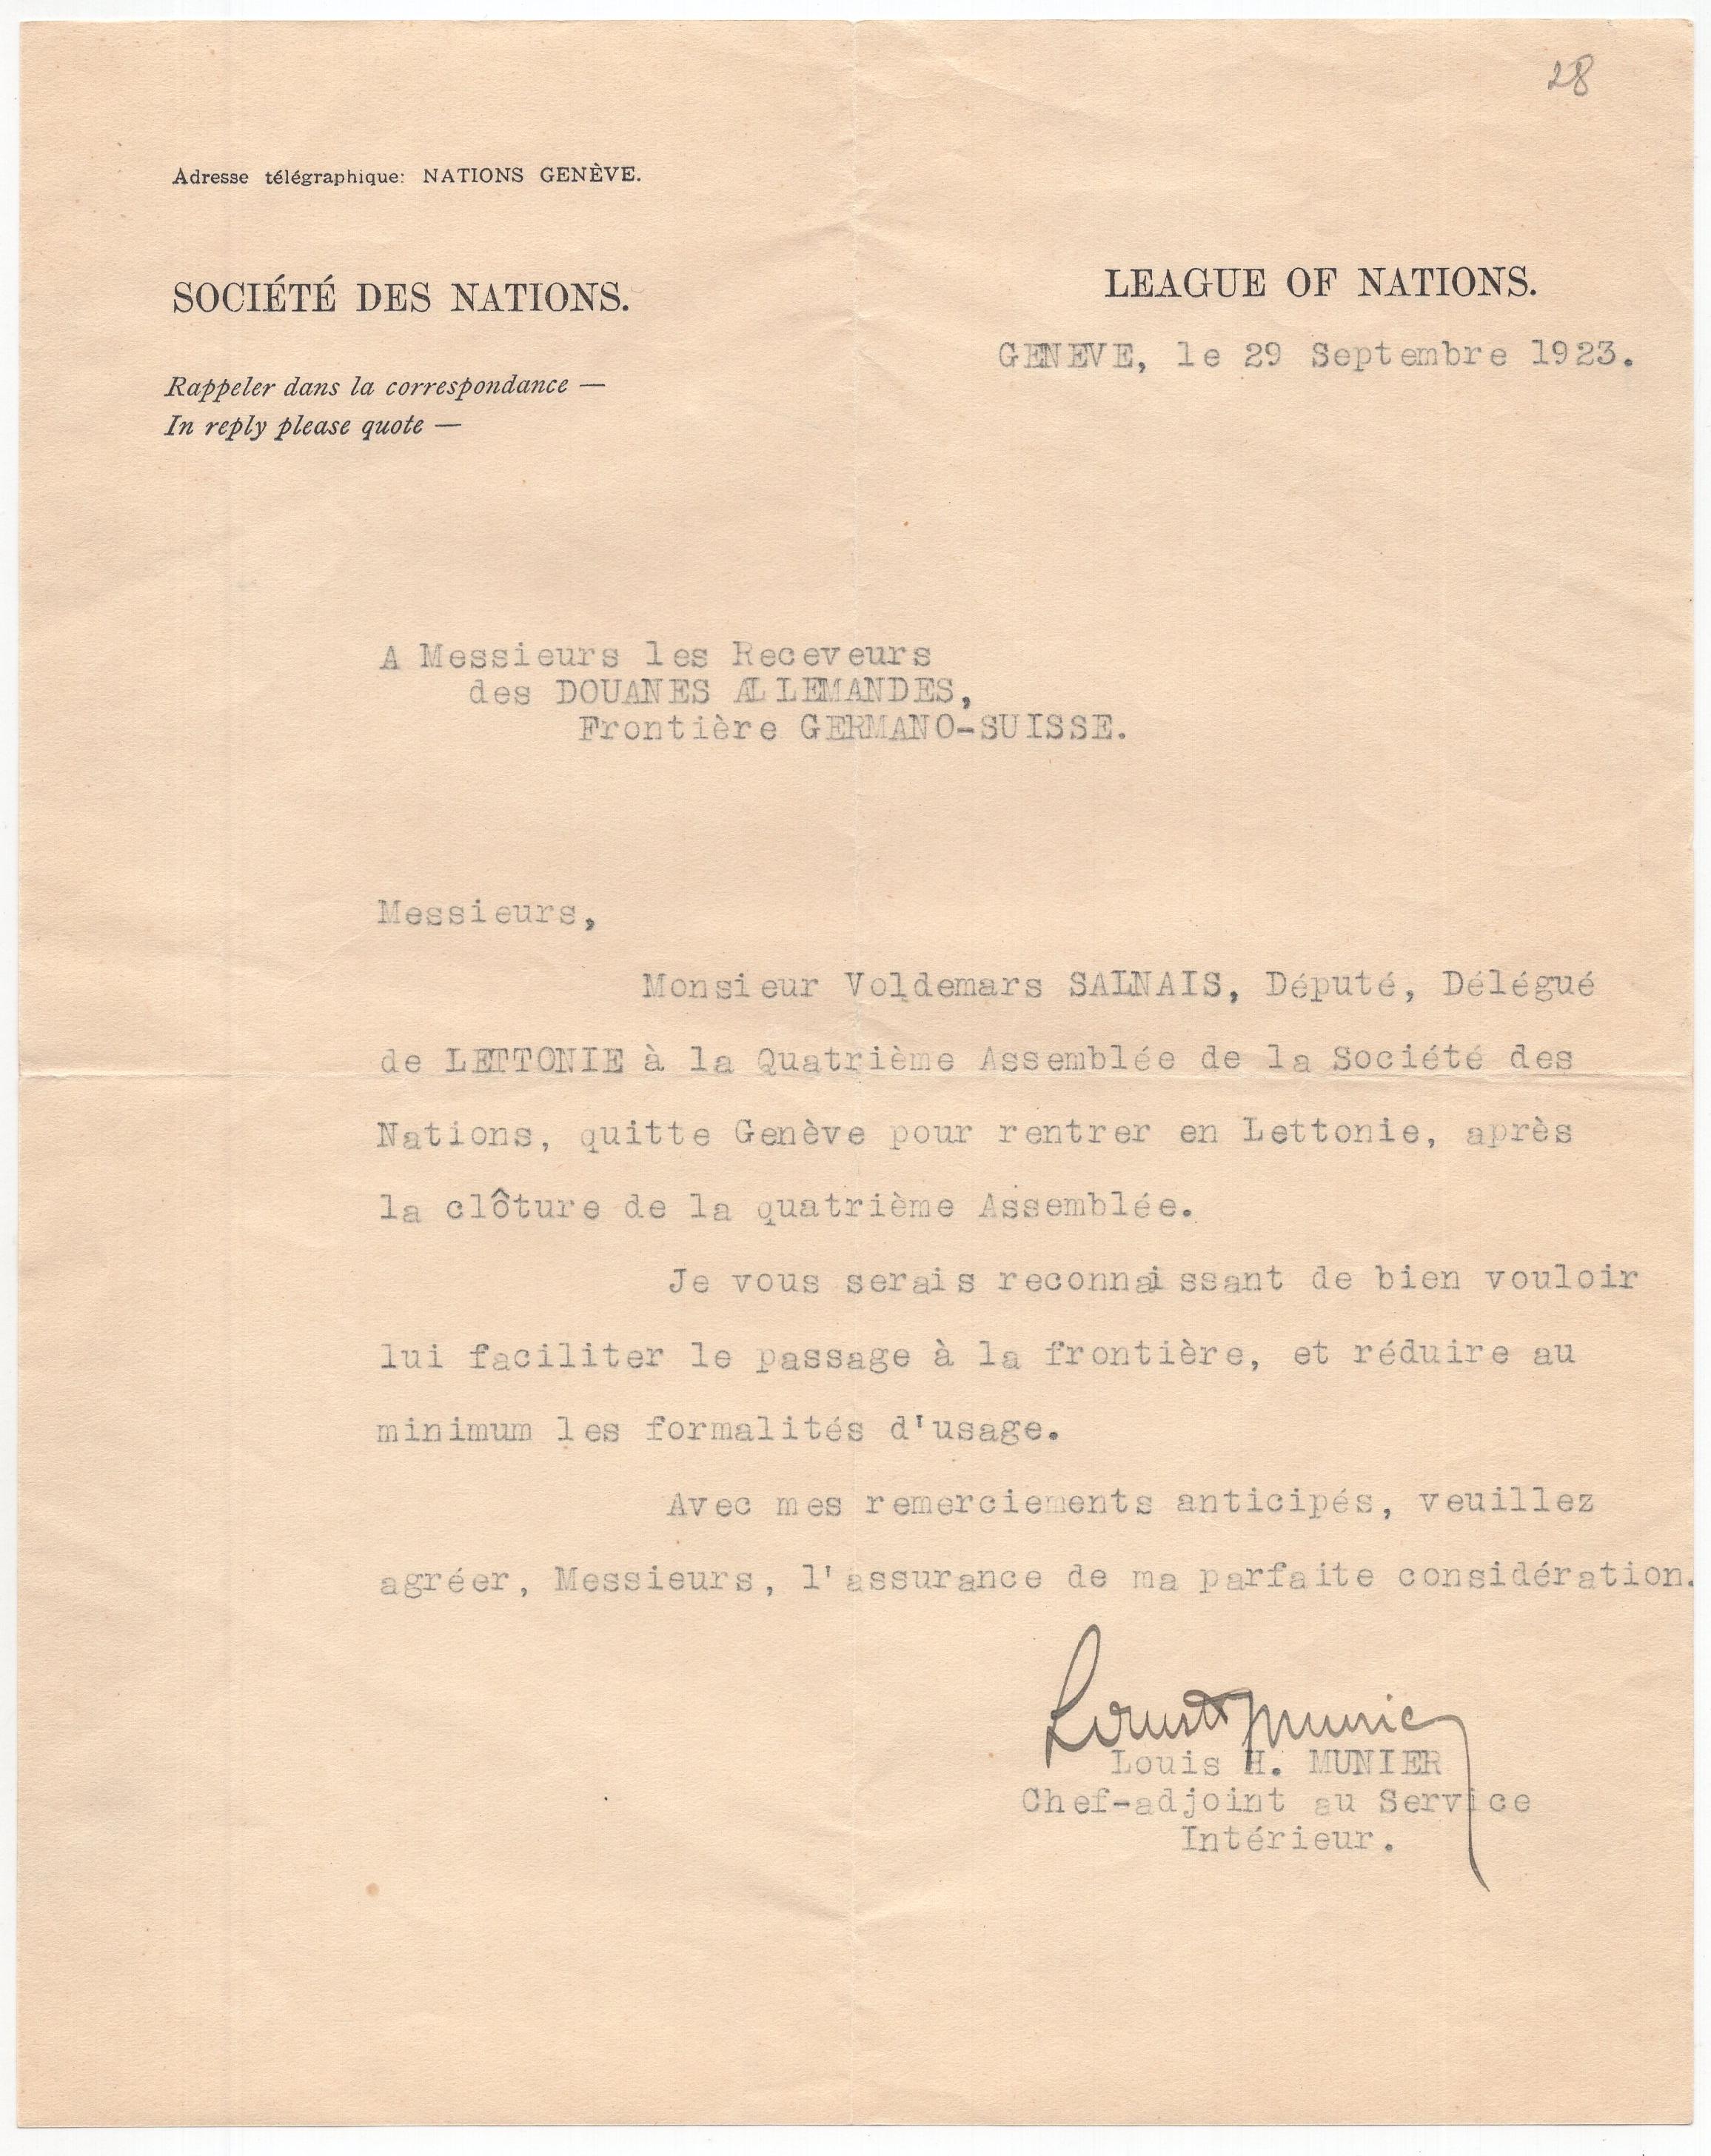 28
Adresse télégraphique: NATIONS GENÈVE.
SOCIÉTÉ DES NATIONS.
LEAGUE OF NATIONS.
GENEVE, le 29 Septembre 1923.
Rappeler dans la correspondance —
In reply please quote —
A Messieurs les Receveurs
des DOUANES ALLEMANDES,
Frontière GERMANO-SUISSE.
Messieurs,
Monsieur Voldemars SALNAIS, Député, Délégué
de LETTONIE à la Quatrième Assemblée de la Société des
Nations, quitte Genève pour rentrer en Lettonie, après
la clôture de la quatrième Assemblée.
Je vous serais reconnaissant de bien vouloir
lui faciliter le passage à la frontière, et réduire au
minimum les formalités d'usage.
Avec mes remerciements anticipés, veuillez
agréer, Messieurs, l'assurance de ma parfaite considération.
Louis H Munier
Louis H. MUNIER
Chef-adjoint au Service
Intérieur.